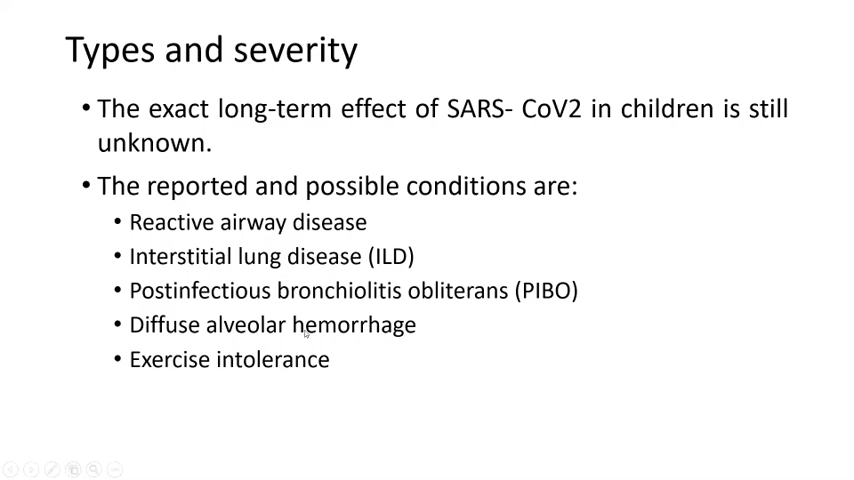 Types and severity
• The exact long-term effect of SARS- CoV2 in children is still
unknown.
• The reported and possible conditions are:
• Reactive airway disease
• Interstitial lung disease (ILD)
• Postinfectious bronchiolitis obliterans (PIBO)
• Diffuse alveolar hemorrhage
• Exercise intolerance